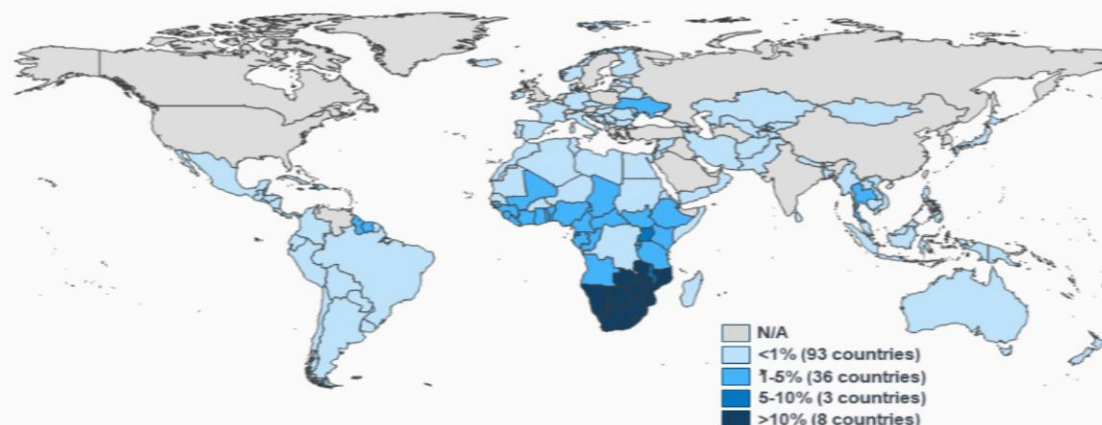 N/A
<1% (93 countries)
1-5% (36 countries)
5-10% (3 countries)
>10% (8 countries)